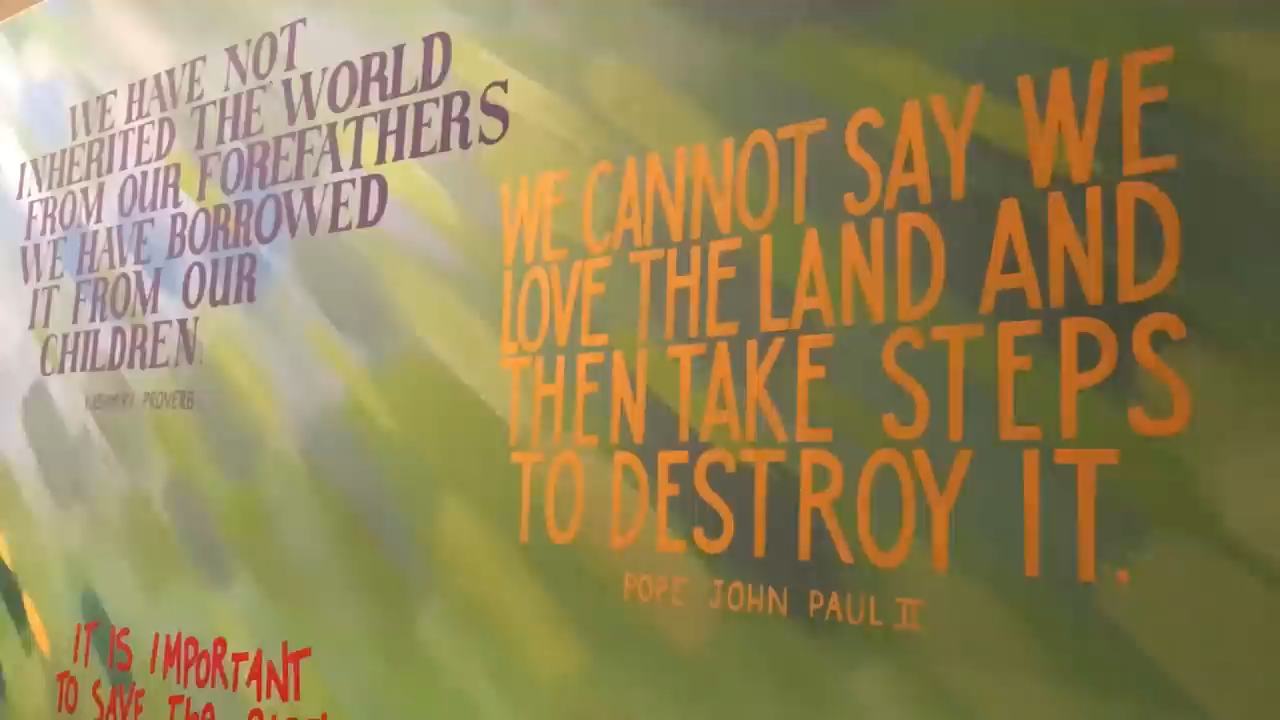 WE HAVE NOT
INHERITED THE WORLD
FROM OUR FOREFATHERS
WE HAVE BORROWED
IT FROM OUR
CHILDREN.
PROVERB
WE CANNOT SAY WE
LOVE THE LAND AND
THEN TAKE STEPS
TO DESTROY IT.
POPE JOHN PAUL II
IT IS IMPORTANT
TO SAVE The